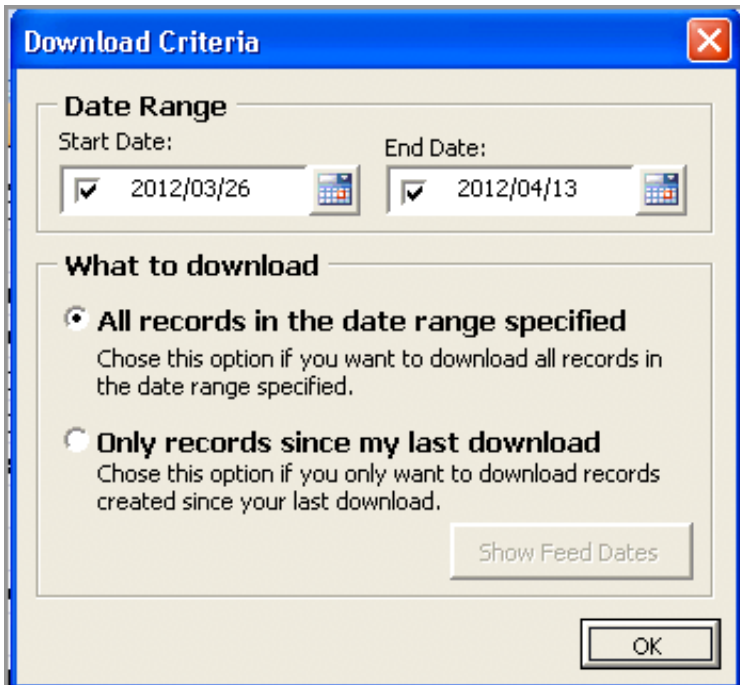 Download Criteria
Date Range
Start Date:
End Date:
2012/03/26
2012/04/13
What to download
All records in the date range specified
Chose this option if you want to download all records in
the date range specified.
Only records since my last download
Chose this option if you only want to download records
created since your last download.
Show Feed Dates
OK